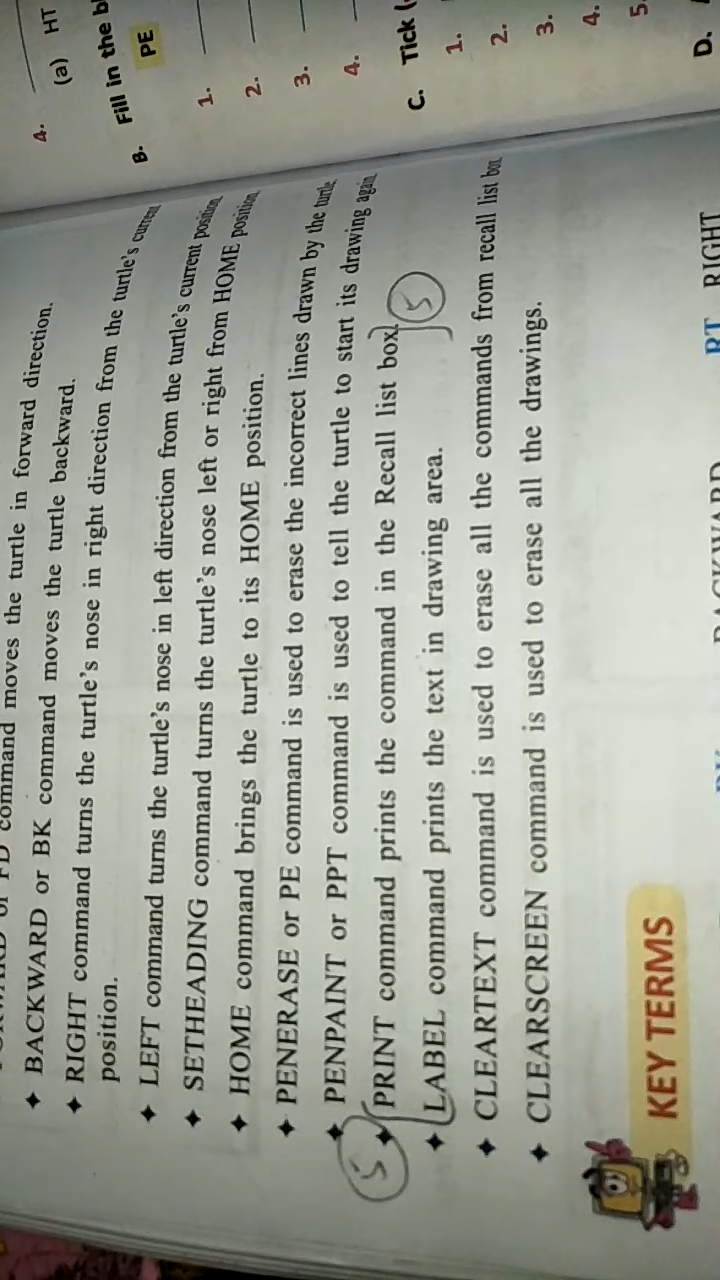 command moves the turtle in forward direction.
✦ BACKWARD or BK command moves the turtle backward.
✦ RIGHT command turns the turtle's nose in right direction from the turtle's current
position.
✦ LEFT command turns the turtle's nose in left direction from the turtle's current position
✦ SETHEADING command turns the turtle's nose left or right from HOME position
✦ HOME command brings the turtle to its HOME position.
✦ PENERASE or PE command is used to erase the incorrect lines drawn by the turtle
✦ PENPAINT or PPT command is used to tell the turtle to start its drawing again
5
✦ PRINT command prints the command in the Recall list box.
5
✦ LABEL command prints the text in drawing area.
✦ CLEARTEXT command is used to erase all the commands from recall list box
✦ CLEARSCREEN command is used to erase all the drawings.
KEY TERMS
RT RIGHT
4.
(a) HT
B. Fill in the
PE
1.
2.
3.
4.
C. Tick (
1.
2.
3.
4.
5.
D.